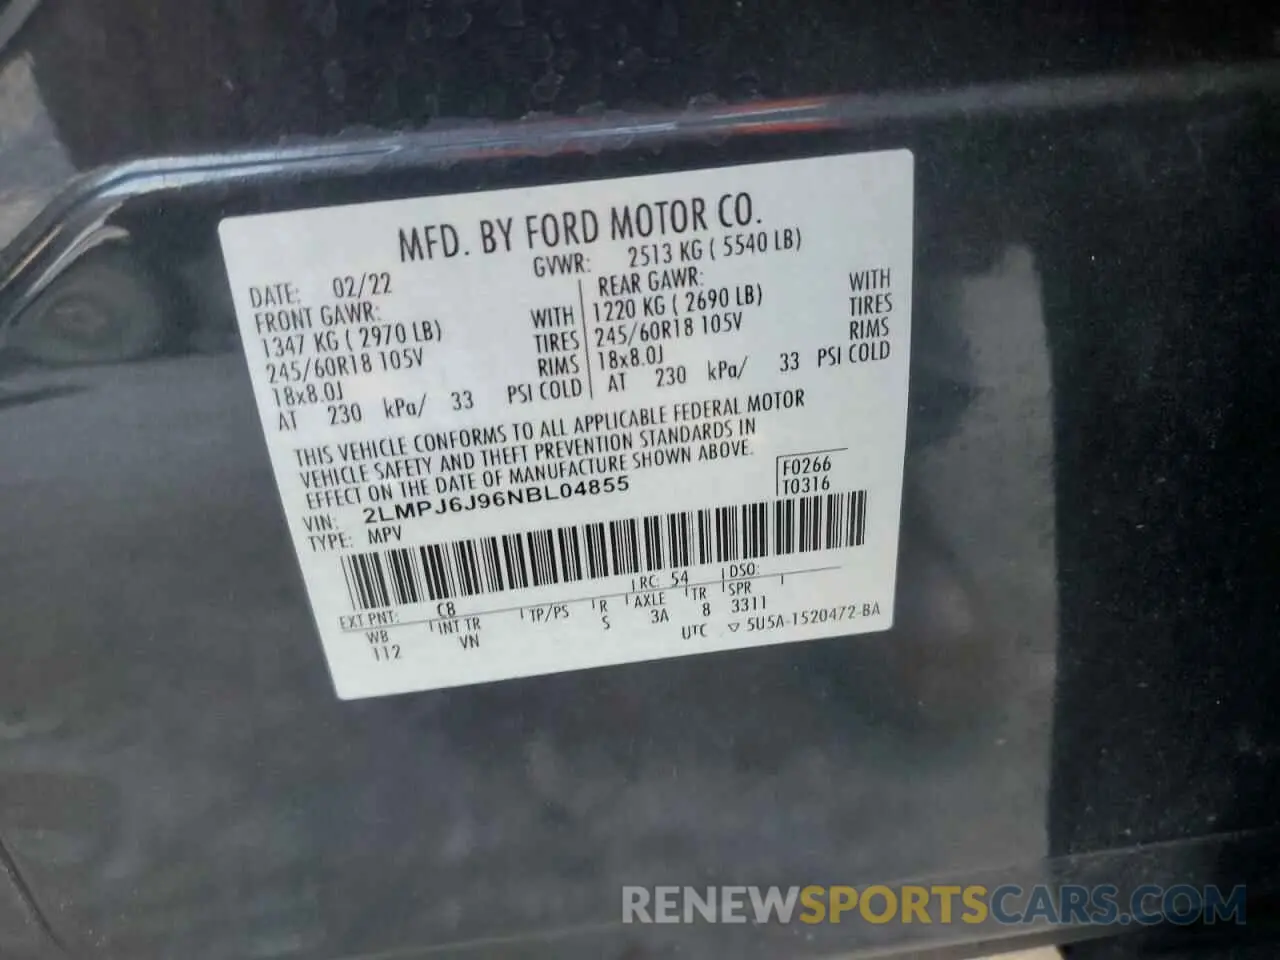 MFD. BY FORD MOTOR CO.
DATE: 02/22 GVWR: 2513 KG ( 5540 LB)
FRONT GAWR: REAR GAWR:
1347 KG ( 2970 LB) WITH 1220 KG ( 2690 LB) WITH
245/60R18 105V TIRES 245/60R18 105V TIRES
18x8.0J RIMS 18x8.0J RIMS
AT 230 kPa/ 33 PSI COLD AT 230 kPa/ 33 PSI COLD
THIS VEHICLE CONFORMS TO ALL APPLICABLE FEDERAL MOTOR
VEHICLE SAFETY AND THEFT PREVENTION STANDARDS IN
EFFECT ON THE DATE OF MANUFACTURE SHOWN ABOVE.
VIN: 2LMPJ6J96NBL04855 F0266
TYPE: MPV T0316
EXT PNT: C8 RC: 54 DSO:
WB INT TR TP/PS R AXLE TR SPR
112 VN S 3A 8 3311
UTC ▽ 5U5A-1520472-BA
RENEWSPORTSCARS.COM